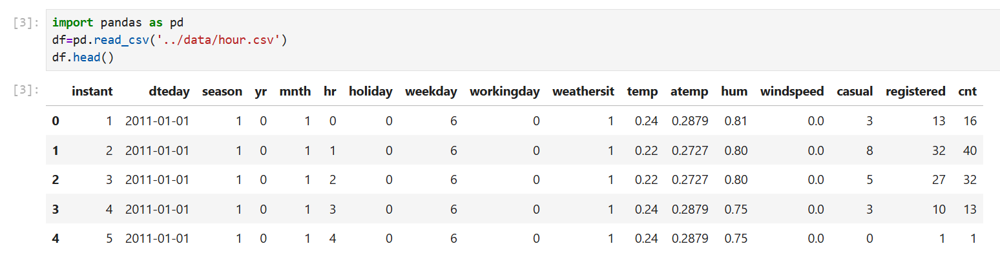 [3]: import pandas as pd
df=pd.read_csv('../data/hour.csv')
df.head()
[3]: instant dteday season yr mnth hr holiday weekday workingday weathersit temp atemp hum windspeed casual registered cnt
0 1 2011-01-01 1 0 1 0 0 6 0 1 0.24 0.2879 0.81 0.0 3 13 16
1 2 2011-01-01 1 0 1 1 0 6 0 1 0.22 0.2727 0.80 0.0 8 32 40
2 3 2011-01-01 1 0 1 2 0 6 0 1 0.22 0.2727 0.80 0.0 5 27 32
3 4 2011-01-01 1 0 1 3 0 6 0 1 0.24 0.2879 0.75 0.0 3 10 13
4 5 2011-01-01 1 0 1 4 0 6 0 1 0.24 0.2879 0.75 0.0 0 1 1